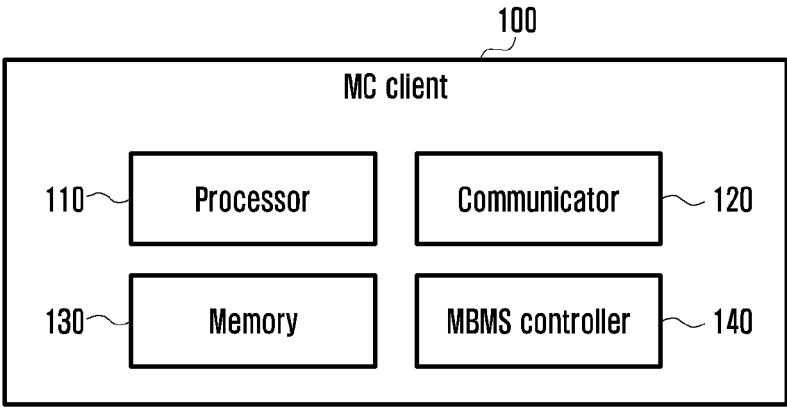 100
MC client
110 Processor Communicator 120
130 Memory MBMS controller 140